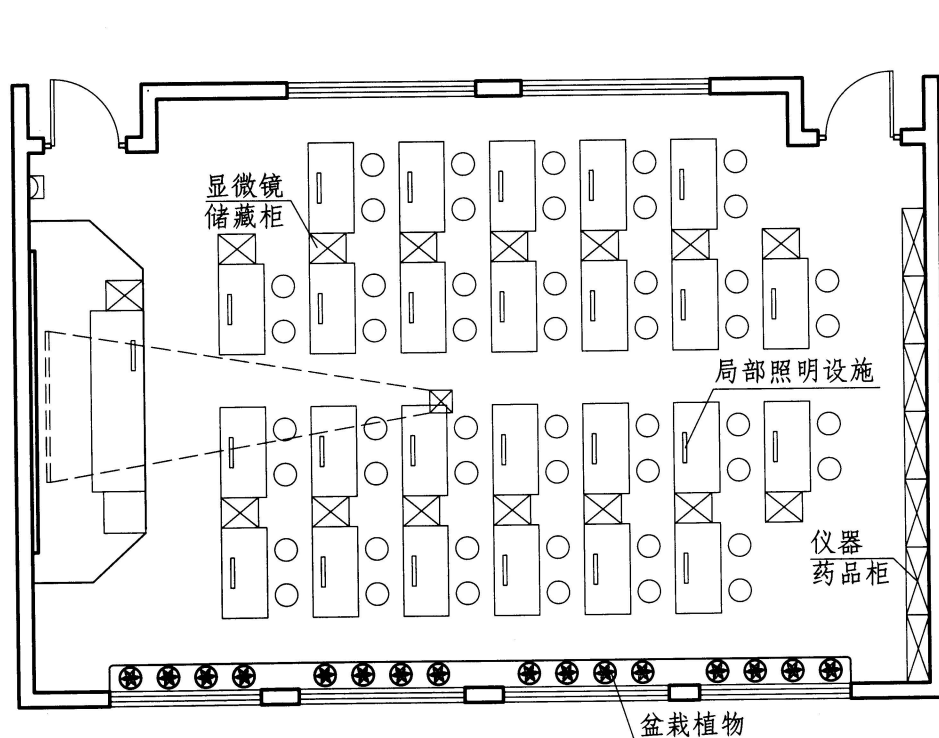 显微镜
储藏柜
局部照明设施
仪器
药品柜
盆栽植物